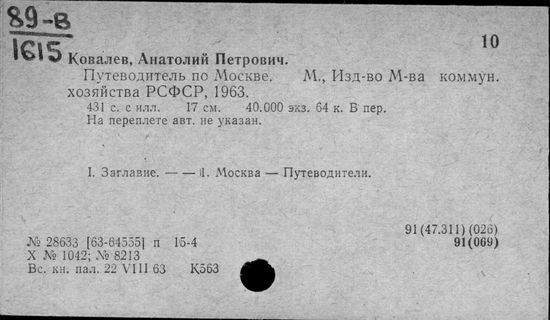 89-в
1615
10
Ковалев, Анатолий Петрович.
Путеводитель по Москве. М., Изд-во М-ва коммун.
хозяйства РСФСР, 1963.
431 с. с илл. 17 см. 40.000 экз. 64 к. В пер.
На переплете авт. не указан.
I. Заглавие. — — 1. Москва — Путеводители.
91(47.311)(026)
№ 28633 [63-64555] п 15-4 91(069)
X № 1042; № 8213
Вс. кн. пал. 22 VIII 63 К563